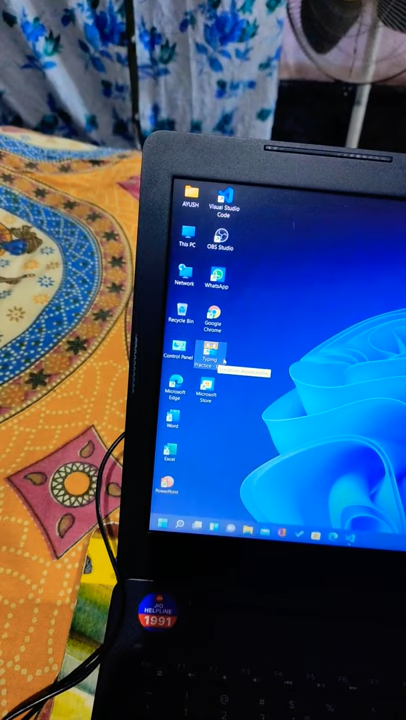 AYUSH
Visual Studio
Code
This PC
OBS Studio
Network
WhatsApp
Recycle Bin
Google
Chrome
Control Panel
Typing
Practice
Microsoft
Edge
Microsoft
Store
Word
Excel
PowerPoint
JIO
HELPLINE
1991